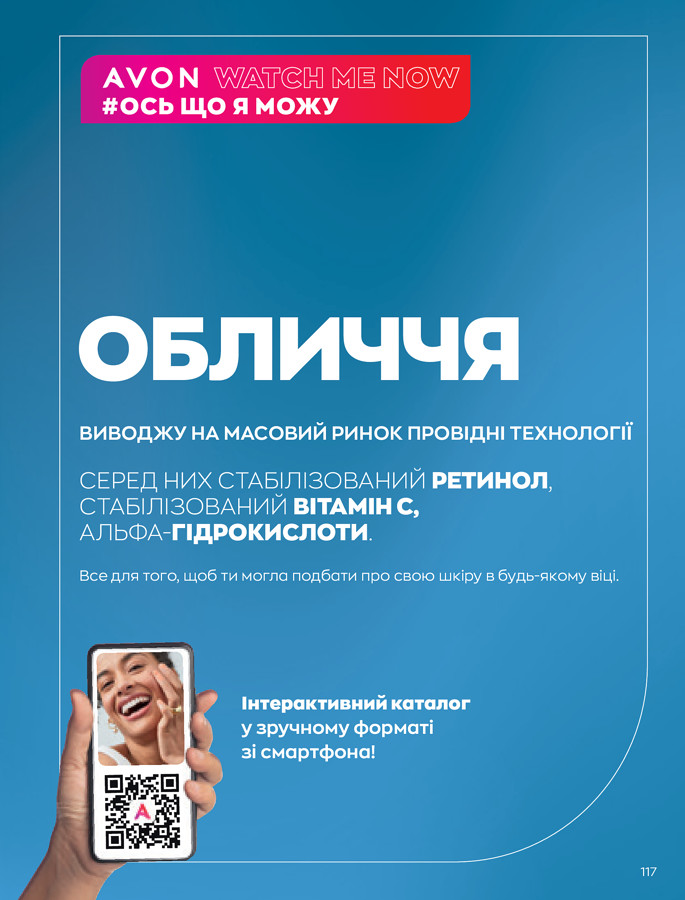 AVON WATCH ME NOW
#ОСЬ ЩО Я МОЖУ
ОБЛИЧЧЯ
ВИВОДЖУ НА МАСОВИЙ РИНОК ПРОВІДНІ ТЕХНОЛОГІЇ
СЕРЕД НИХ СТАБІЛІЗОВАНИЙ РЕТИНОЛ,
СТАБІЛІЗОВАНИЙ ВІТАМІН С,
АЛЬФА-ГІДРОКИСЛОТИ.
Все для того, щоб ти могла подбати про свою шкіру в будь-якому віці.
Інтерактивний каталог
у зручному форматі
зі смартфона!
A
117